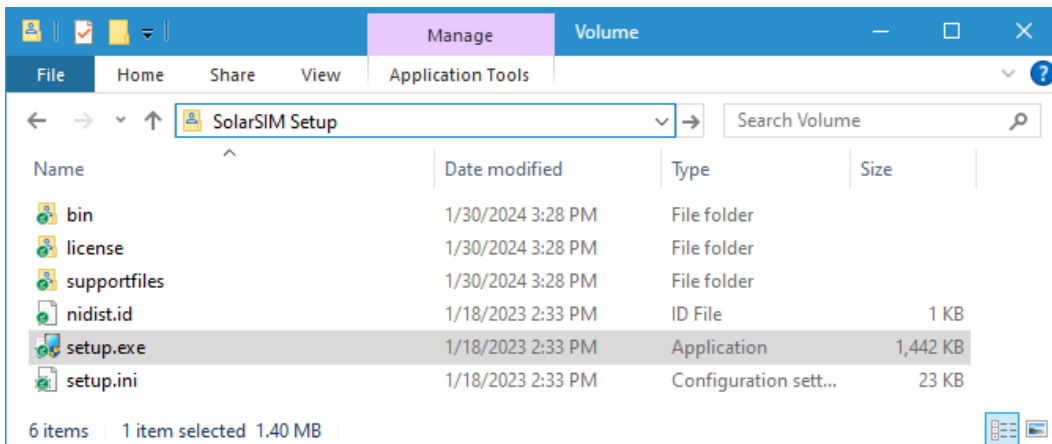 Manage Volume
File Home Share View Application Tools ?
SolarSIM Setup Search Volume
Name Date modified Type Size
bin 1/30/2024 3:28 PM File folder
license 1/30/2024 3:28 PM File folder
supportfiles 1/30/2024 3:28 PM File folder
nidist.id 1/18/2023 2:33 PM ID File 1 KB
setup.exe 1/18/2023 2:33 PM Application 1,442 KB
setup.ini 1/18/2023 2:33 PM Configuration sett... 23 KB
6 items 1 item selected 1.40 MB